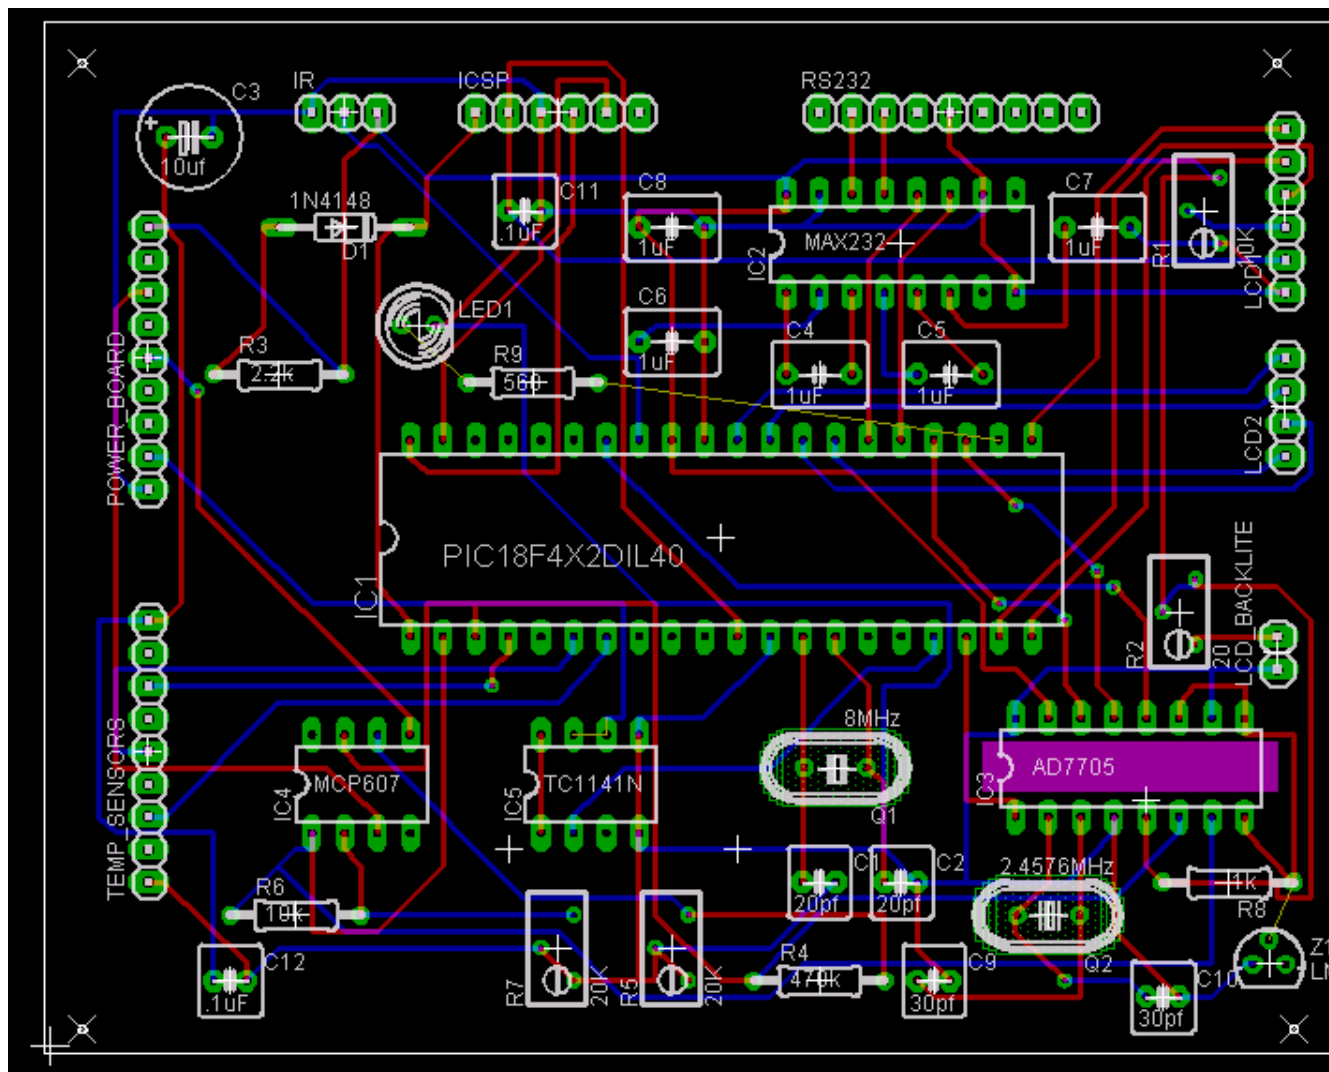 C3
IR
ICSP
RS232
10uf
1N4148
D1
C11
.1uF
C8
1uF
MAX232
IC2
C7
1uF
R1
10K
LCD
LED1
C6
1uF
C4
1uF
C5
1uF
R3
2.2k
R9
560
POWER_BOARD
LCD2
PIC18F4X2DIL40
IC1
LCD_BACKLITE
R2
20
TEMP_SENSORS
MCP607
IC4
TC1141N
IC5
8MHz
Q1
AD7705
IC3
R6
10k
C1
20pf
C2
20pf
2.4576MHz
Q2
1k
R8
C12
.1uF
R7
20K
R5
20K
R4
470k
C9
30pf
C10
30pf